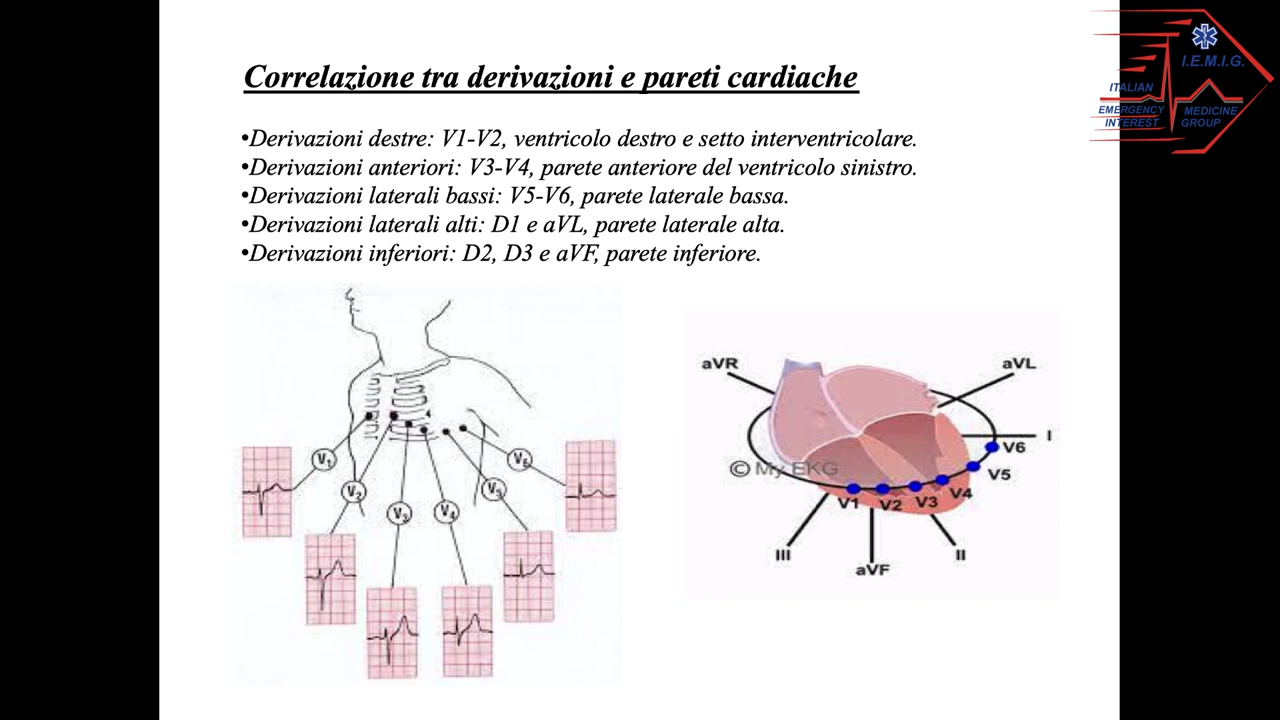 Correlazione tra derivazioni e pareti cardiache
•Derivazioni destre: V1-V2, ventricolo destro e setto interventricolare.
•Derivazioni anteriori: V3-V4, parete anteriore del ventricolo sinistro.
•Derivazioni laterali bassi: V5-V6, parete laterale bassa.
•Derivazioni laterali alti: D1 e aVL, parete laterale alta.
•Derivazioni inferiori: D2, D3 e aVF, parete inferiore.
V1
V2
V3
V4
V5
V6
aVR
aVL
I
V6
V5
V4
V3
V2
V1
© My EKG
III
aVF
II
I.E.M.I.G.
ITALIAN
EMERGENCY MEDICINE
INTEREST GROUP